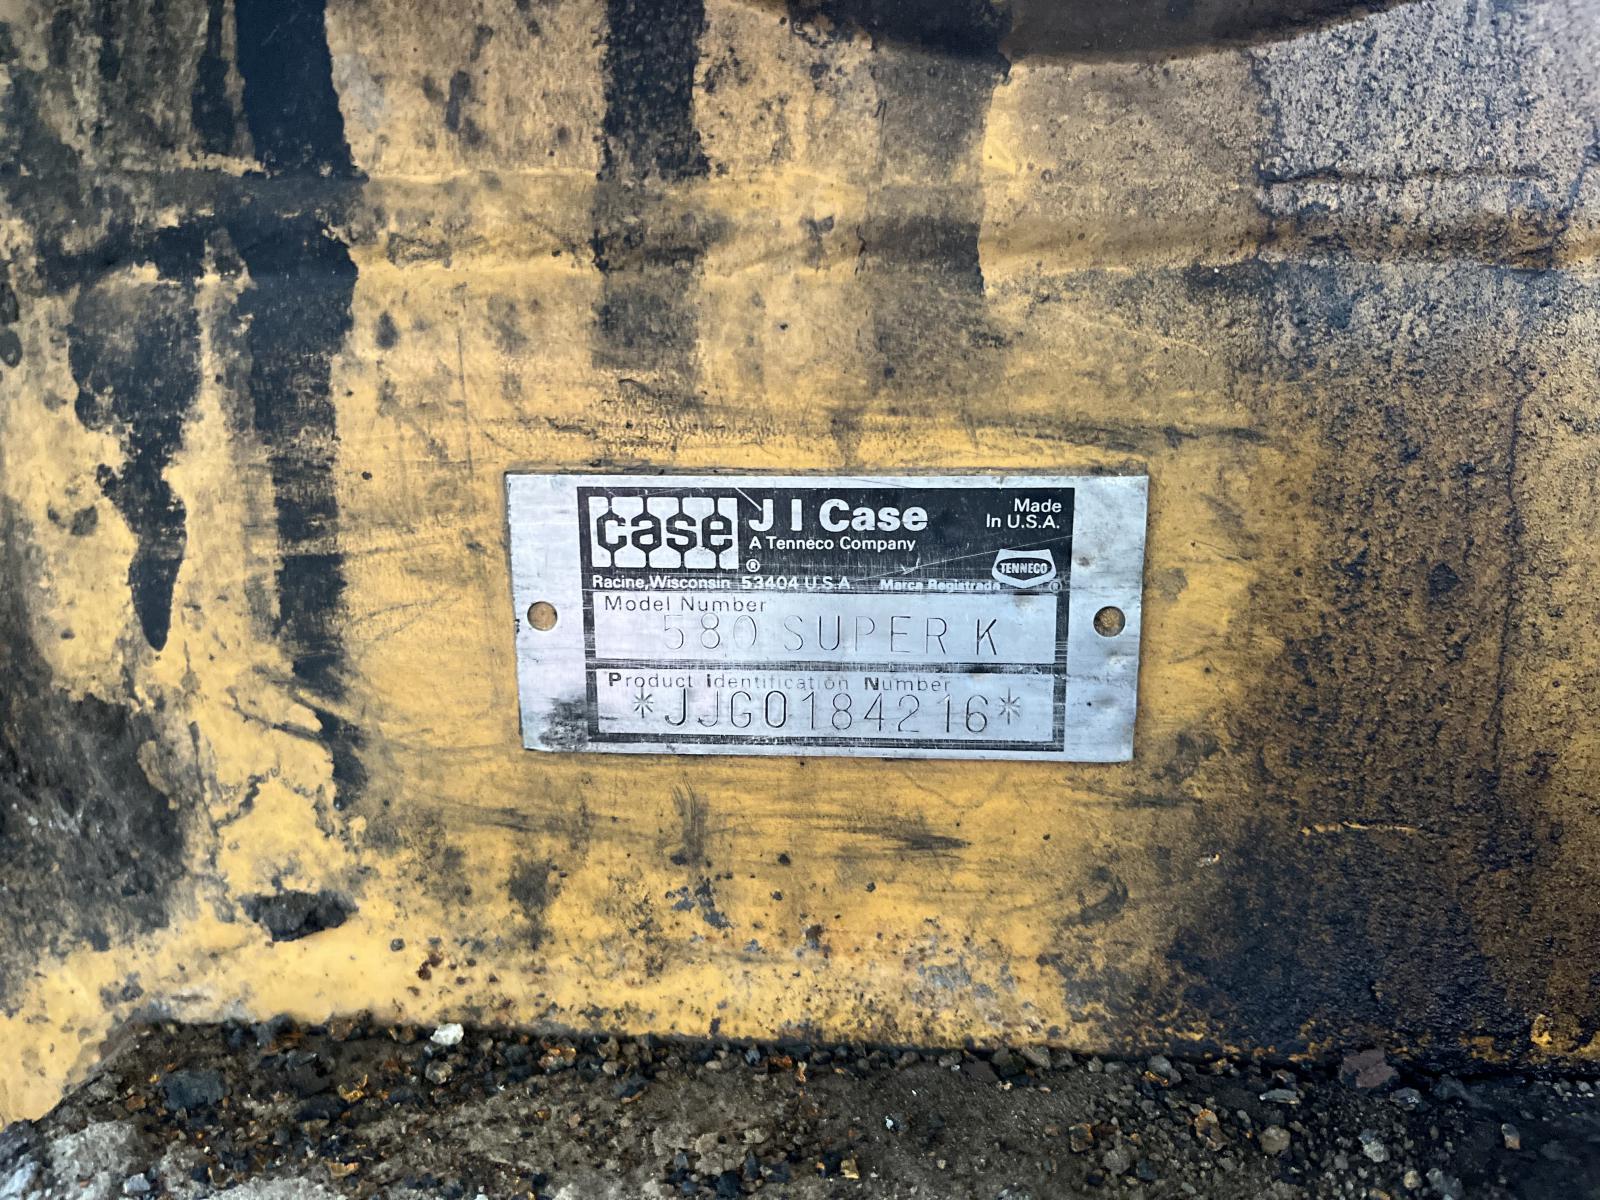 case
J I Case
Made
In U.S.A.
A Tenneco Company
®
TENNECO
®
Racine, Wisconsin 53404 U.S.A. Marca Registrada
Model Number
580 SUPER K
Product Identification Number
*JJG0184216*